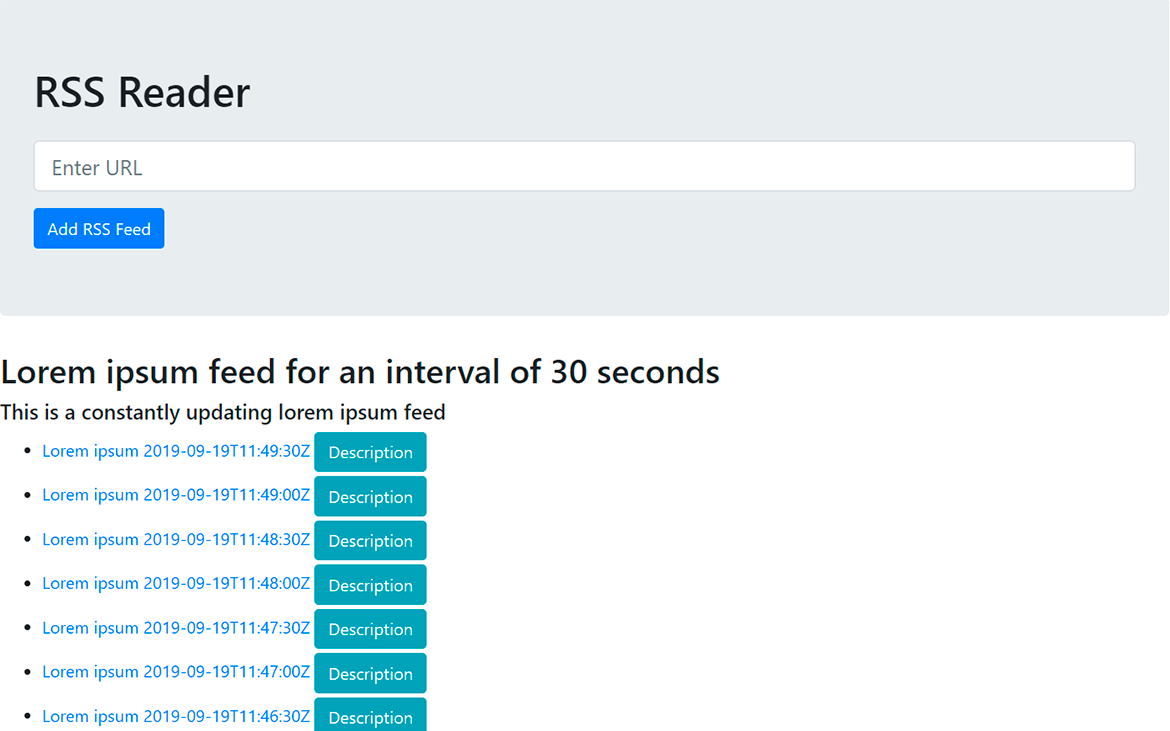 RSS Reader
Enter URL
Add RSS Feed
Lorem ipsum feed for an interval of 30 seconds
This is a constantly updating lorem ipsum feed
Lorem ipsum 2019-09-19T11:49:30Z Description
Lorem ipsum 2019-09-19T11:49:00Z Description
Lorem ipsum 2019-09-19T11:48:30Z Description
Lorem ipsum 2019-09-19T11:48:00Z Description
Lorem ipsum 2019-09-19T11:47:30Z Description
Lorem ipsum 2019-09-19T11:47:00Z Description
Lorem ipsum 2019-09-19T11:46:30Z Description